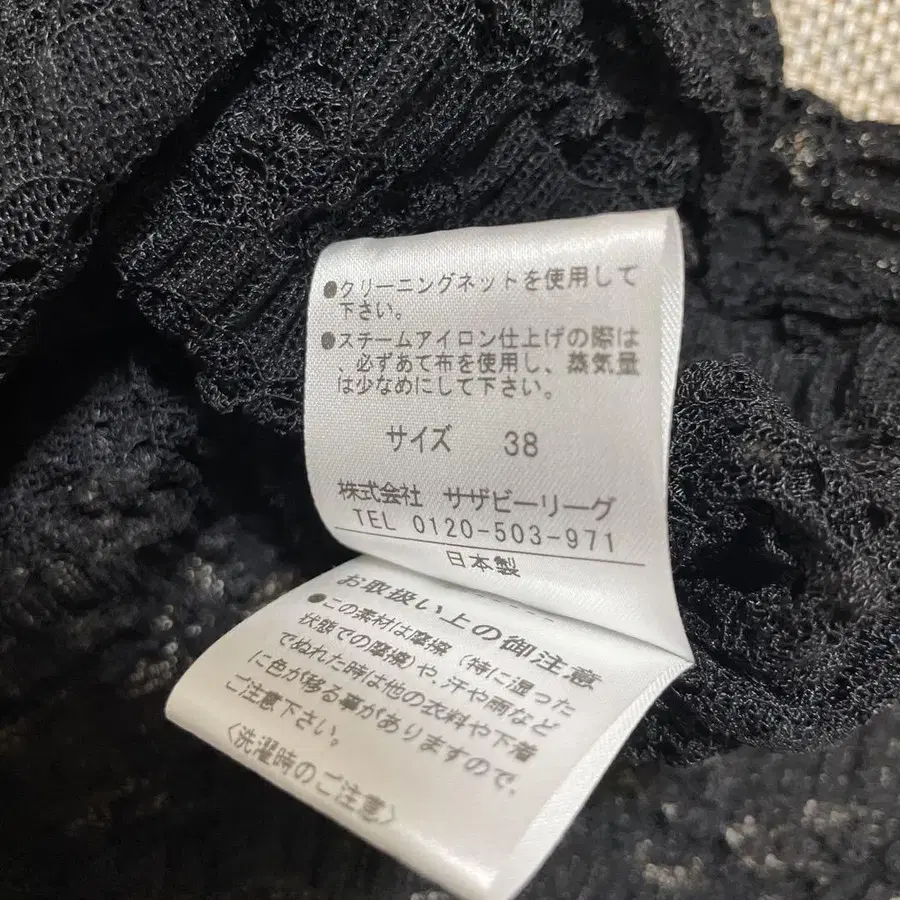 ●クリーニングネットを使用して
下さい。
●スチームアイロン仕上げの際は
、必ずあて布を使用し、蒸気量
は少なめにして下さい。
サイズ 38
株式会社 サザビーリーグ
TEL 0120-503-971
日本製
お取扱い上の御注意
●この素材は摩擦（特に湿った
状態での摩擦）や、汗や雨など
でぬれた時は他の衣料や下着
に色が移る事がありますので、
ご注意下さい。
〈洗濯時のご注意〉